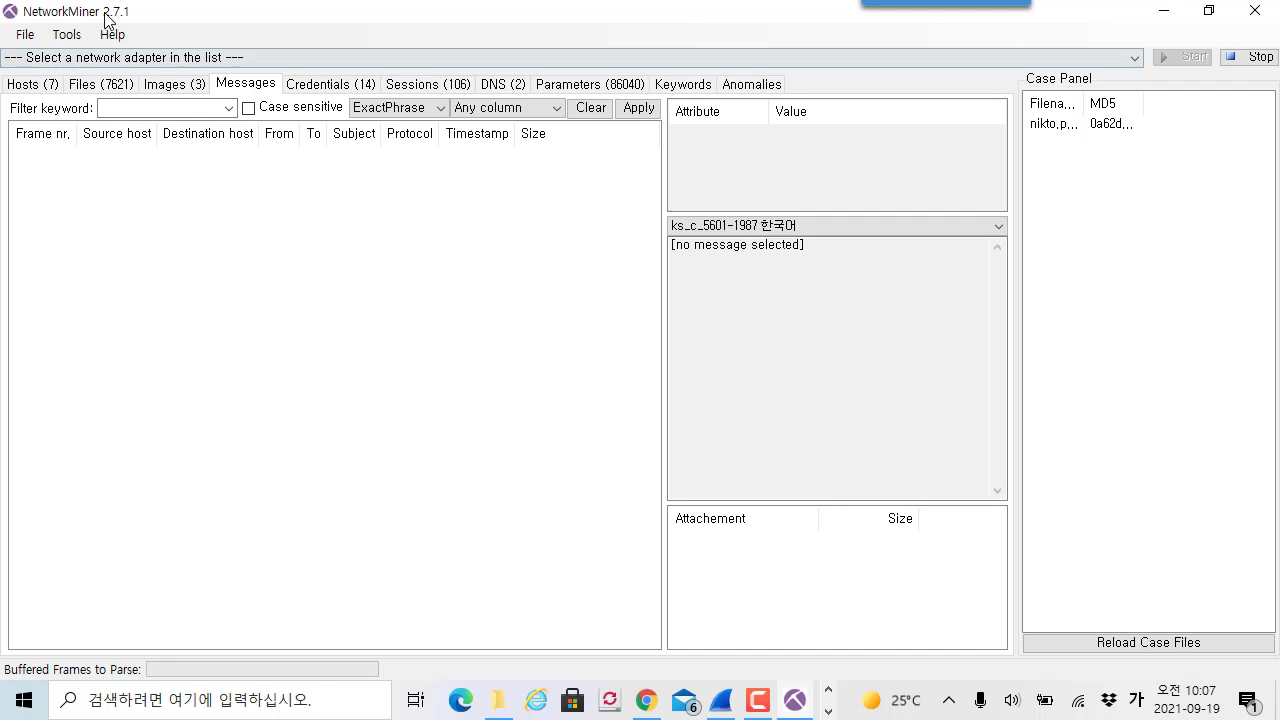 NetworkMiner 2.7.1
File Tools Help
--- Select a network adapter in the list ---
Start Stop
Hosts (7) Files (7621) Images (3) Messages Credentials (14) Sessions (106) DNS (2) Parameters (86040) Keywords Anomalies
Case Panel
Filter keyword: Case sensitive ExactPhrase Any column Clear Apply
Frame nr. Source host Destination host From To Subject Protocol Timestamp Size
Attribute Value
ks_c_5601-1987 한국어
[no message selected]
Attachement Size
Filena... MD5
nikto.p... 0a62d...
Reload Case Files
Buffered Frames to Parse:
검색하려면 여기에 입력하십시오.
6
25°C
가
오전 10:07
2021-09-19
1